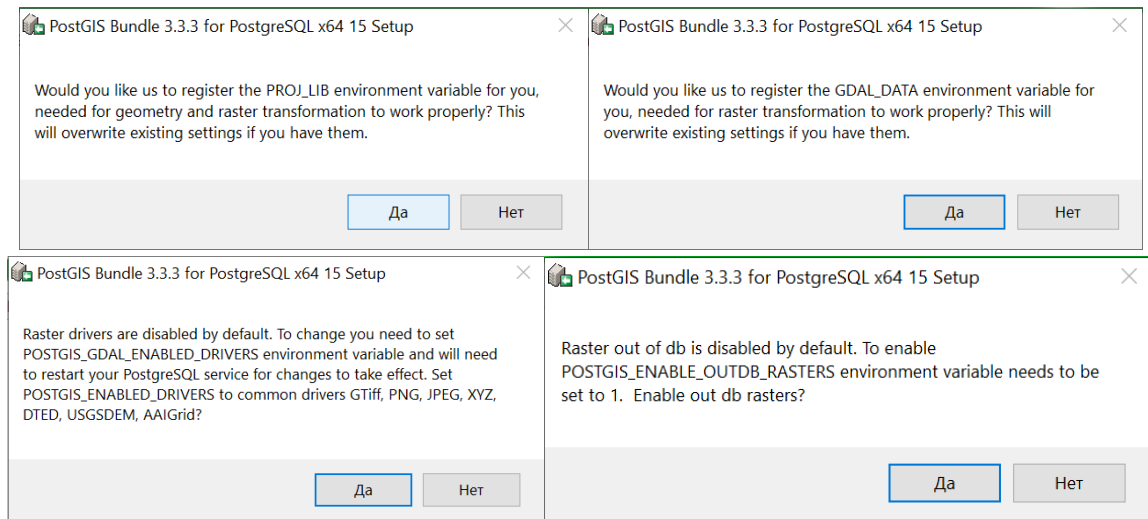 PostGIS Bundle 3.3.3 for PostgreSQL x64 15 Setup
Would you like us to register the PROJ_LIB environment variable for you,
needed for geometry and raster transformation to work properly? This
will overwrite existing settings if you have them.
Да
Нет
PostGIS Bundle 3.3.3 for PostgreSQL x64 15 Setup
Would you like us to register the GDAL_DATA environment variable for
you, needed for raster transformation to work properly? This will
overwrite existing settings if you have them.
Да
Нет
PostGIS Bundle 3.3.3 for PostgreSQL x64 15 Setup
Raster drivers are disabled by default. To change you need to set
POSTGIS_GDAL_ENABLED_DRIVERS environment variable and will need
to restart your PostgreSQL service for changes to take effect. Set
POSTGIS_ENABLED_DRIVERS to common drivers GTiff, PNG, JPEG, XYZ,
DTED, USGSDEM, AAIGrid?
Да
Нет
PostGIS Bundle 3.3.3 for PostgreSQL x64 15 Setup
Raster out of db is disabled by default. To enable
POSTGIS_ENABLE_OUTDB_RASTERS environment variable needs to be
set to 1.  Enable out db rasters?
Да
Нет